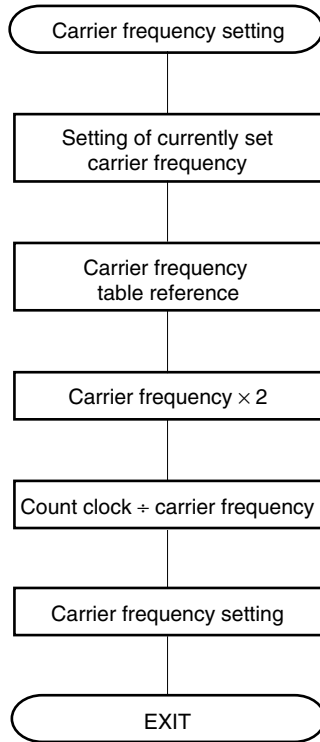 Carrier frequency setting
Setting of currently set
carrier frequency
Carrier frequency
table reference
Carrier frequency × 2
Count clock ÷ carrier frequency
Carrier frequency setting
EXIT